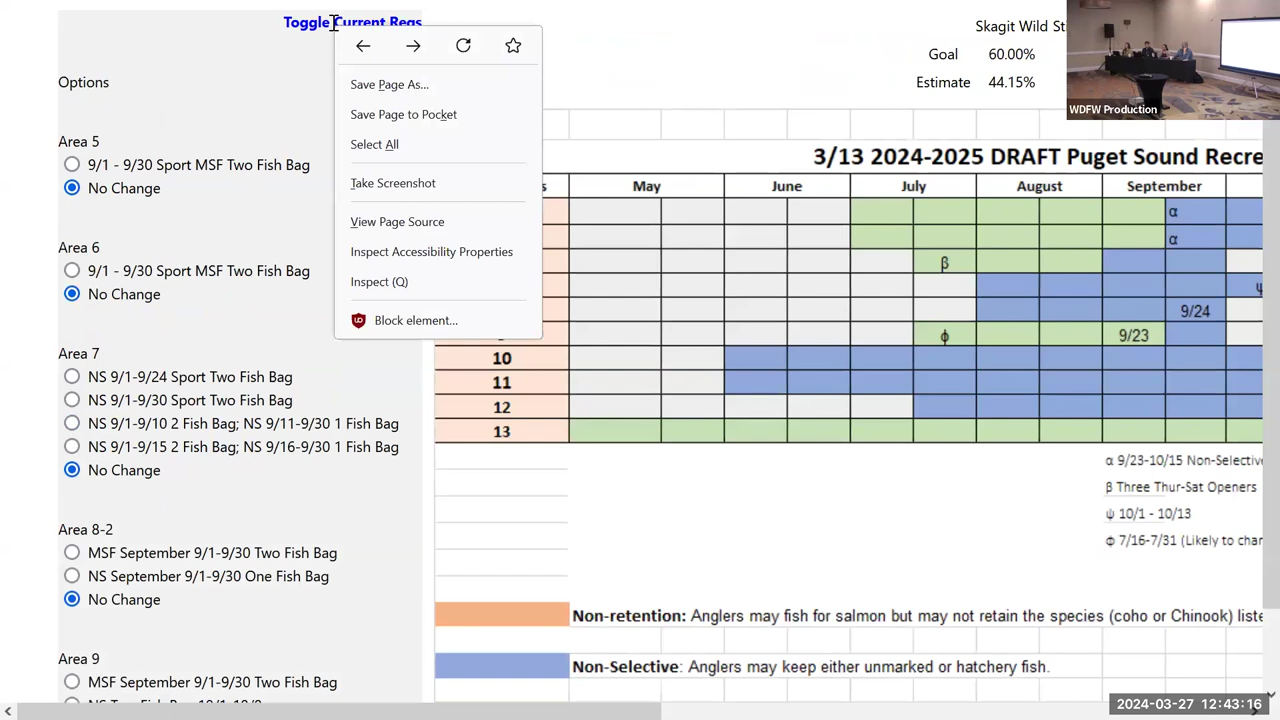 Toggle Current Regs
Save Page As...
Save Page to Pocket
Select All
Take Screenshot
View Page Source
Inspect Accessibility Properties
Inspect (Q)
Block element...
Options
Area 5
9/1 - 9/30 Sport MSF Two Fish Bag
No Change
Area 6
9/1 - 9/30 Sport MSF Two Fish Bag
No Change
Area 7
NS 9/1-9/24 Sport Two Fish Bag
NS 9/1-9/30 Sport Two Fish Bag
NS 9/1-9/10 2 Fish Bag; NS 9/11-9/30 1 Fish Bag
NS 9/1-9/15 2 Fish Bag; NS 9/16-9/30 1 Fish Bag
No Change
Area 8-2
MSF September 9/1-9/30 Two Fish Bag
NS September 9/1-9/30 One Fish Bag
No Change
Area 9
MSF September 9/1-9/30 Two Fish Bag
Skagit Wild
Goal 60.00%
Estimate 44.15%
WDFW Production
3/13 2024-2025 DRAFT Puget Sound
May June July August September
α
α
β
ψ
9/24
ϕ 9/23
10
11
12
13
α 9/23-10/15 Non-Selective
β Three Thur-Sat Openers
ψ 10/1 - 10/13
Φ 7/16-7/31 (Likely to
Non-retention: Anglers may fish for salmon but may not retain the species (coho or Chinook)
Non-Selective: Anglers may keep either unmarked or hatchery fish.
2024-03-27 12:43:16